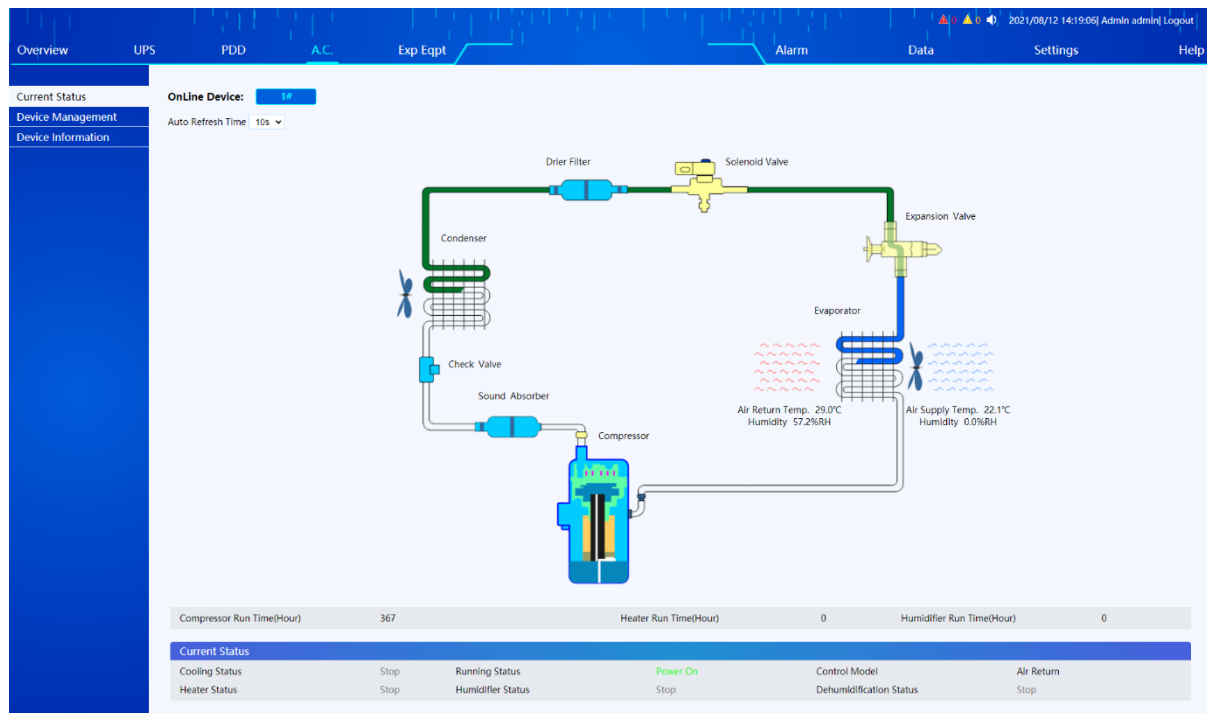 0 0 2021/08/12 14:19:06| Admin admin| Logout
Overview UPS PDD A.C. Exp Eqpt Alarm Data Settings Help
Current Status
Device Management
Device Information
OnLine Device: 1#
Auto Refresh Time 10s
Drier Filter
Solenoid Valve
Expansion Valve
Condenser
Evaporator
Check Valve
Sound Absorber
Air Return Temp. 29.0℃
Humidity 57.2%RH
Air Supply Temp. 22.1℃
Humidity 0.0%RH
Compressor
Compressor Run Time(Hour) 367 Heater Run Time(Hour) 0 Humidifier Run Time(Hour) 0
Current Status
Cooling Status Stop Running Status Power On Control Model Air Return
Heater Status Stop Humidifier Status Stop Dehumidification Status Stop